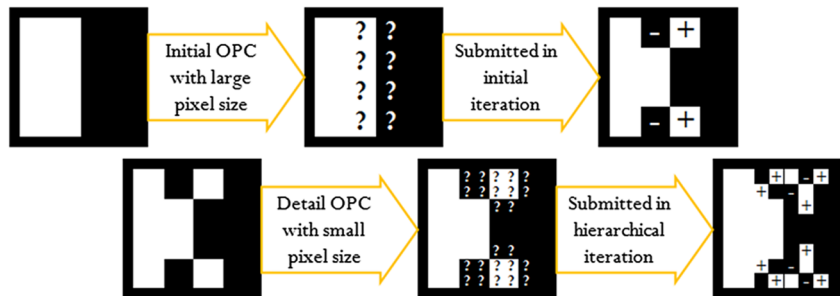 Initial OPC
with large
pixel size
? ?
? ?
? ?
? ?
Submitted in
initial
iteration
- +
- +
Detail OPC
with small
pixel size
? ? ? ? ?
? ? ? ? ?
? ?
? ?
? ? ? ? ?
? ? ? ? ?
Submitted in
hierarchical
iteration
+ - +
+ -
+
+
+ -
+ - +